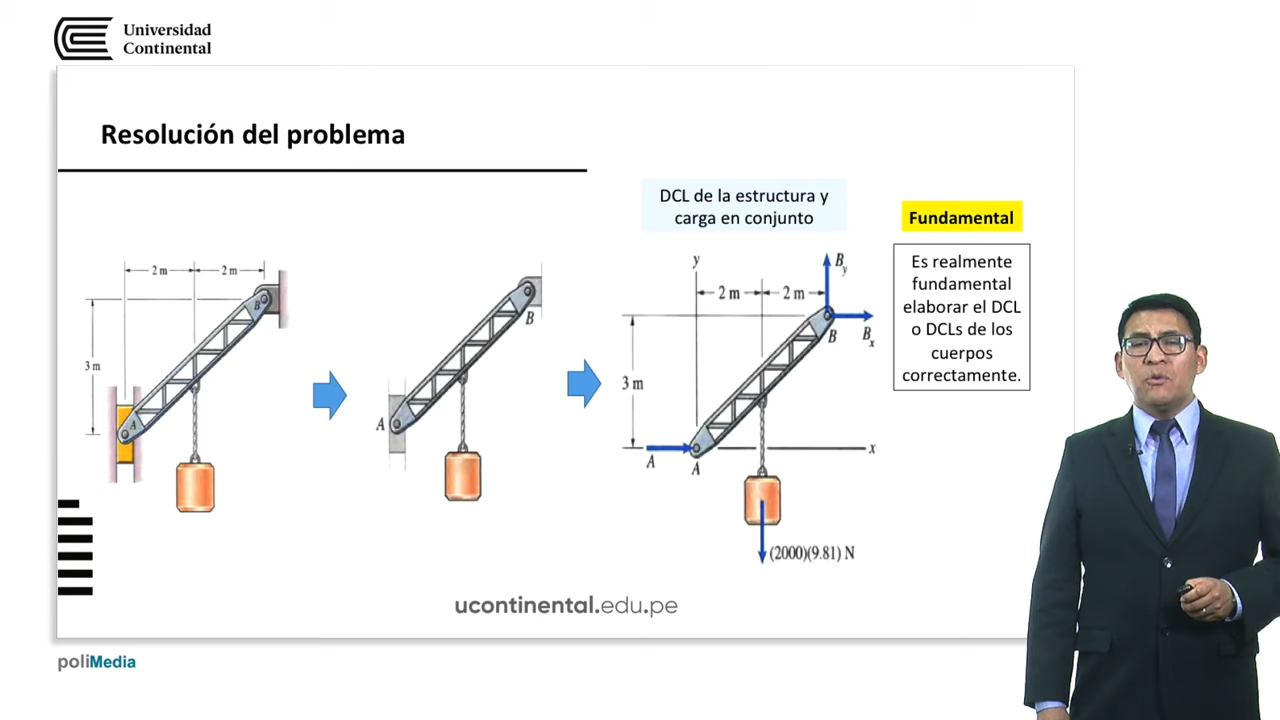 Universidad
Continental
Resolución del problema
DCL de la estructura y
carga en conjunto
Fundamental
Es realmente
fundamental
elaborar el DCL
o DCLs de los
cuerpos
correctamente.
2 m
2 m
B
3 m
A
B
A
y
B
y
2 m
2 m
B
B
x
3 m
A
A
x
(2000)(9.81) N
ucontinental.edu.pe
poliMedia